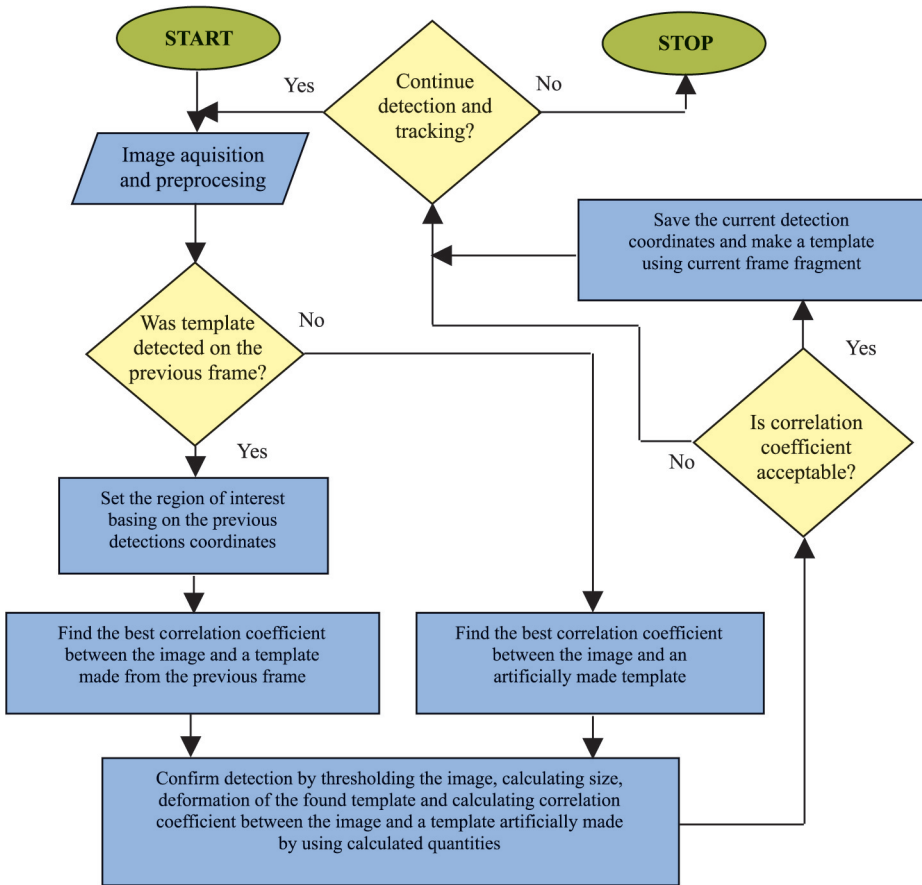 START
STOP
Yes
Continue
detection and
tracking?
No
Image aquisition
and preprocesing
Save the current detection
coordinates and make a template
using current frame fragment
Was template
detected on the
previous frame?
No
Yes
Yes
Is correlation
coefficient
acceptable?
No
Set the region of interest
basing on the previous
detections coordinates
Find the best correlation coefficient
between the image and a template
made from the previous frame
Find the best correlation coefficient
between the image and an
artificially made template
Confirm detection by thresholding the image, calculating size,
deformation of the found template and calculating correlation
coefficient between the image and a template artificially made
by using calculated quantities